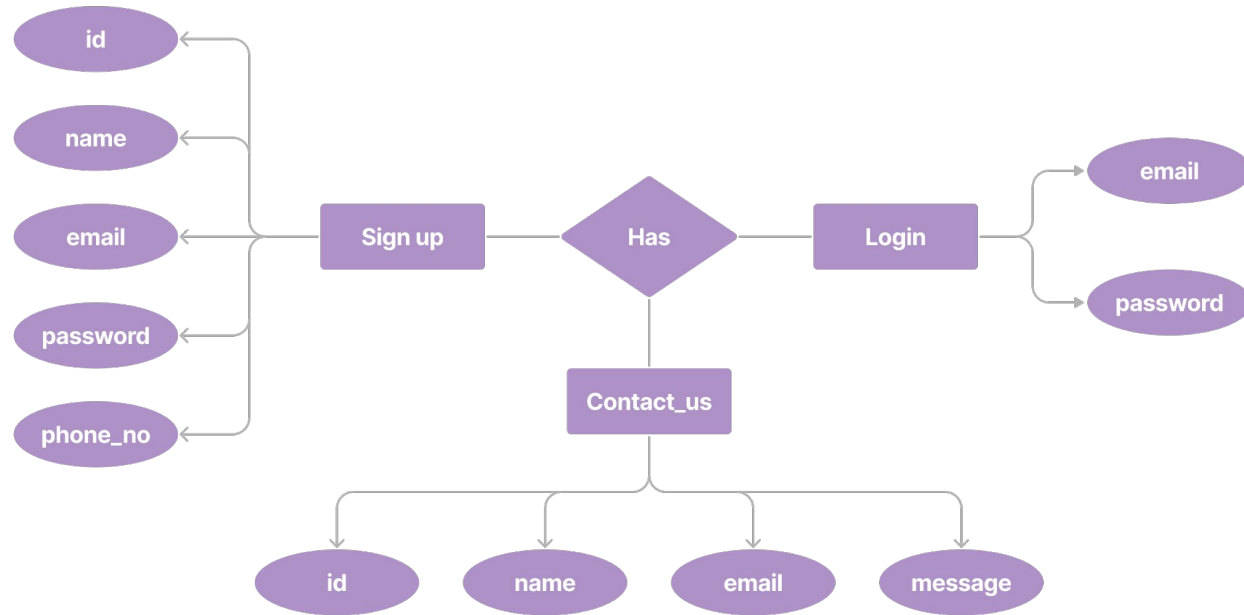 id
name
email
password
phone_no
Sign up
Has
Login
email
password
Contact_us
id
name
email
message